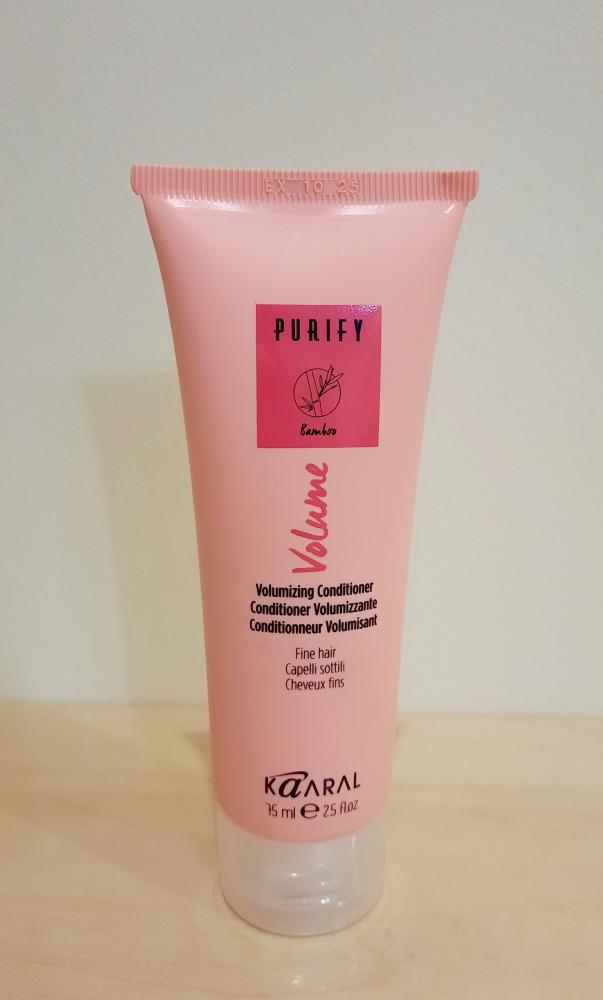 EX 10 25
PURIFY
Bamboo
Volume
Volumizing Conditioner
Conditioner Volumizzante
Conditionneur Volumisant
Fine hair
Capelli sottili
Cheveux fins
KaARAL
75 ml e 2.5 fl.oz